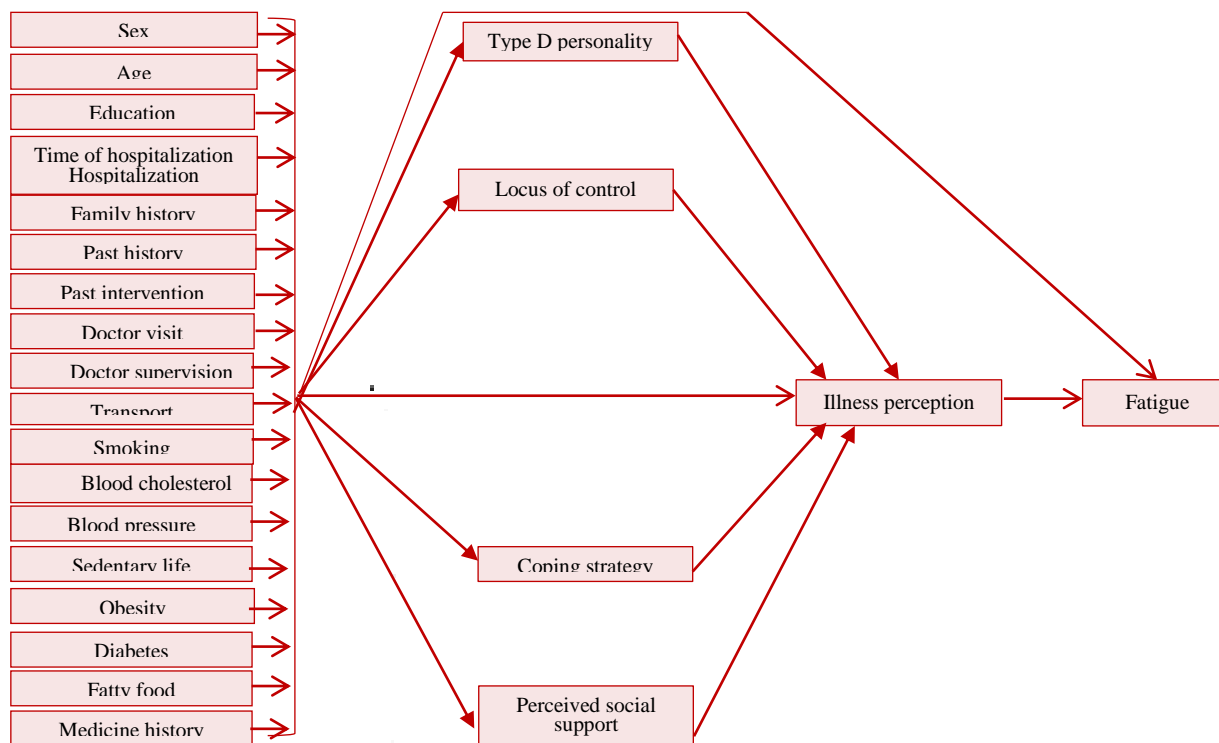 Sex
Age
Education
Time of hospitalization
Hospitalization
Family history
Past history
Past intervention
Doctor visit
Doctor supervision
Transport
Smoking
Blood cholesterol
Blood pressure
Sedentary life
Obesity
Diabetes
Fatty food
Medicine history
Type D personality
Locus of control
Coping strategy
Perceived social
support
Illness perception
Fatigue